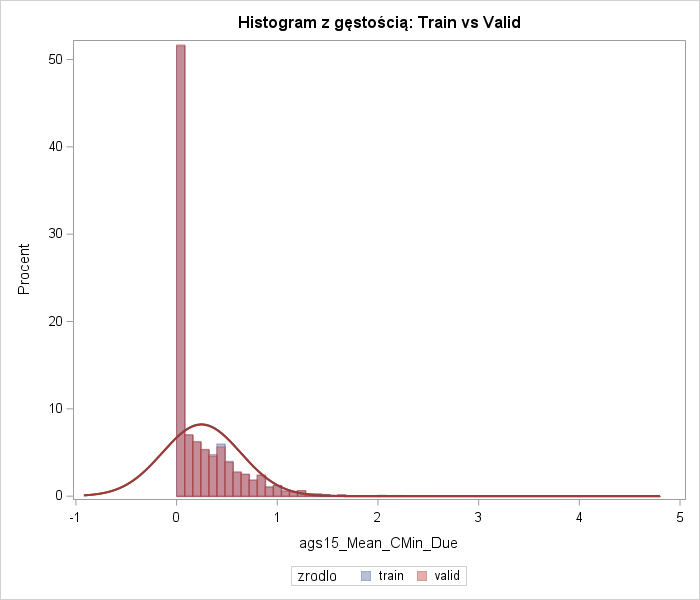 Histogram z gęstością: Train vs Valid
50
40
30
20
10
0
Procent
-1 0 1 2 3 4 5
ags15_Mean_CMin_Due
zrodlo train valid